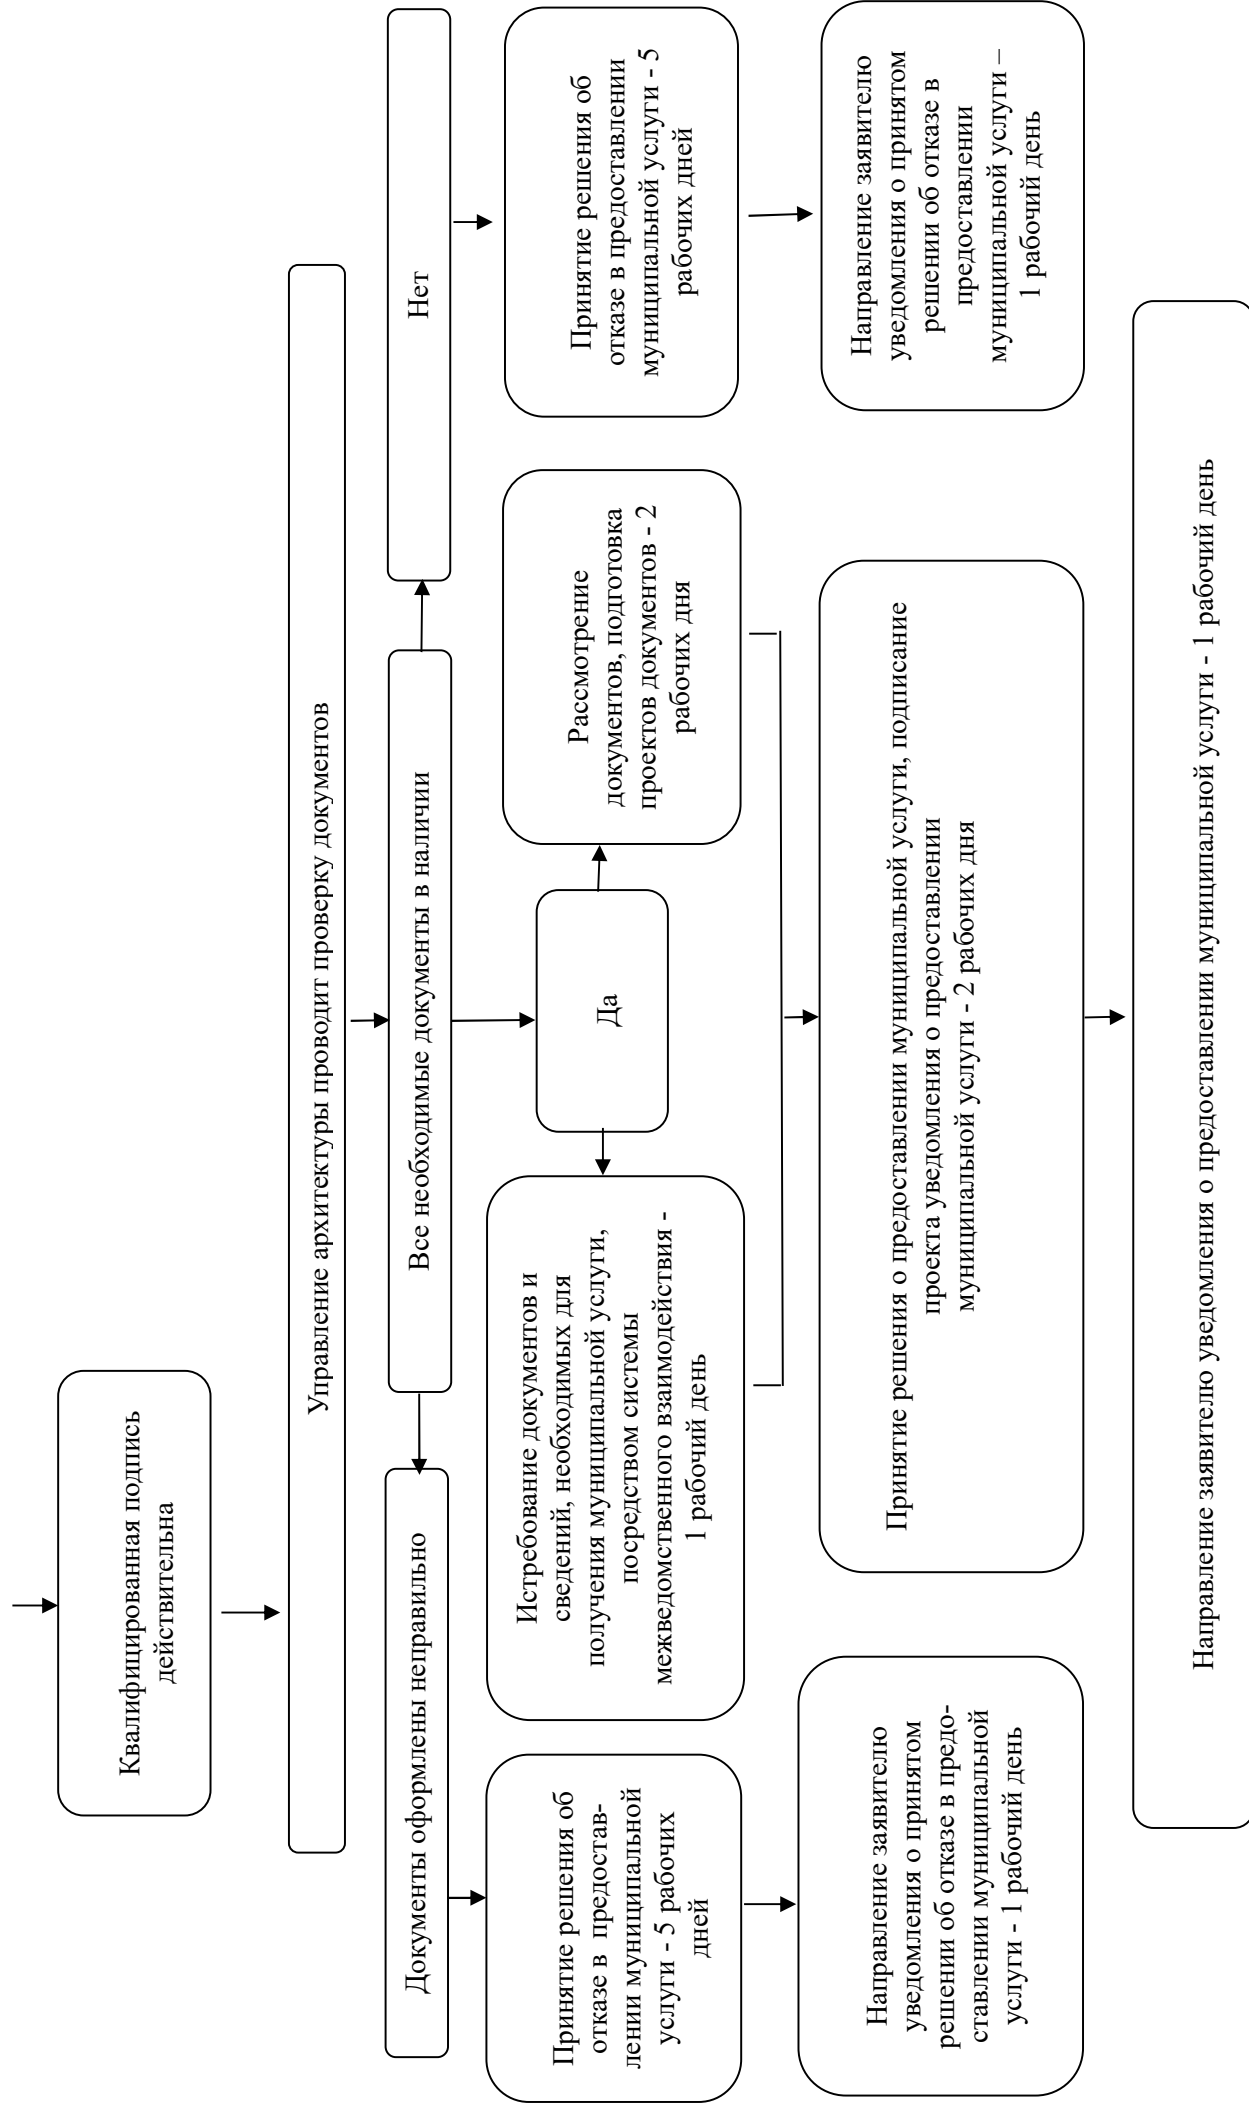 Квалифицированная подпись
действительна
Управление архитектуры проводит проверку документов
Документы оформлены неправильно
Все необходимые документы в наличии
Нет
Принятие решения об
отказе в предостав-
лении муниципальной
услуги - 5 рабочих
дней
Истребование документов и
сведений, необходимых для
получения муниципальной услуги,
посредством системы
межведомственного взаимодействия -
1 рабочий день
Да
Рассмотрение
документов, подготовка
проектов документов - 2
рабочих дня
Принятие решения об
отказе в предоставлении
муниципальной услуги - 5
рабочих дней
Направление заявителю
уведомления о принятом
решении об отказе в предо-
ставлении муниципальной
услуги - 1 рабочий день
Принятие решения о предоставлении муниципальной услуги, подписание
проекта уведомления о предоставлении
муниципальной услуги - 2 рабочих дня
Направление заявителю
уведомления о принятом
решении об отказе в
предоставлении
муниципальной услуги –
1 рабочий день
Направление заявителю уведомления о предоставлении муниципальной услуги - 1 рабочий день